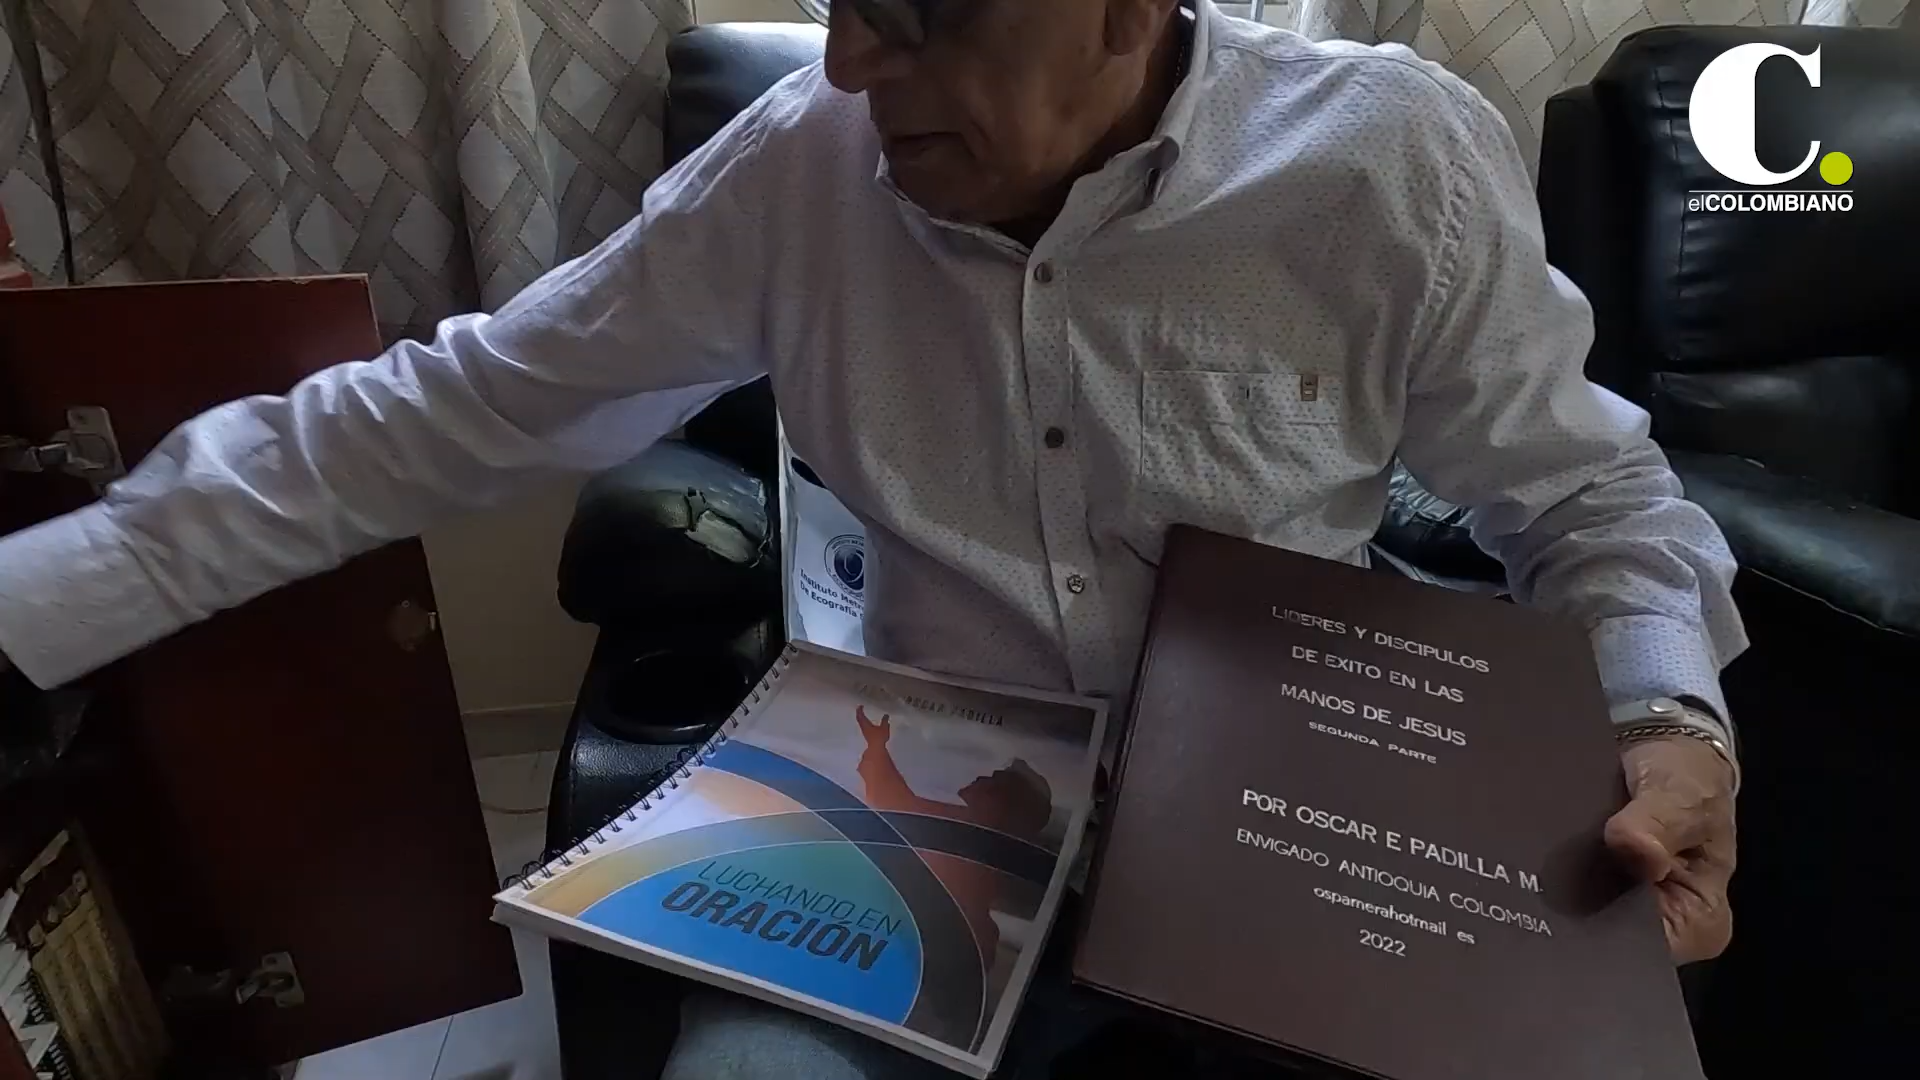 elCOLOMBIANO
Instituto Metro
De Ecografía
OSCAR PADILLA
LUCHANDO EN
ORACIÓN
LIDERES Y DISCIPULOS
DE EXITO EN LAS
MANOS DE JESUS
SEGUNDA PARTE
POR OSCAR E PADILLA M.
ENVIGADO ANTIOQUIA COLOMBIA
ospamerahotmail es
2022